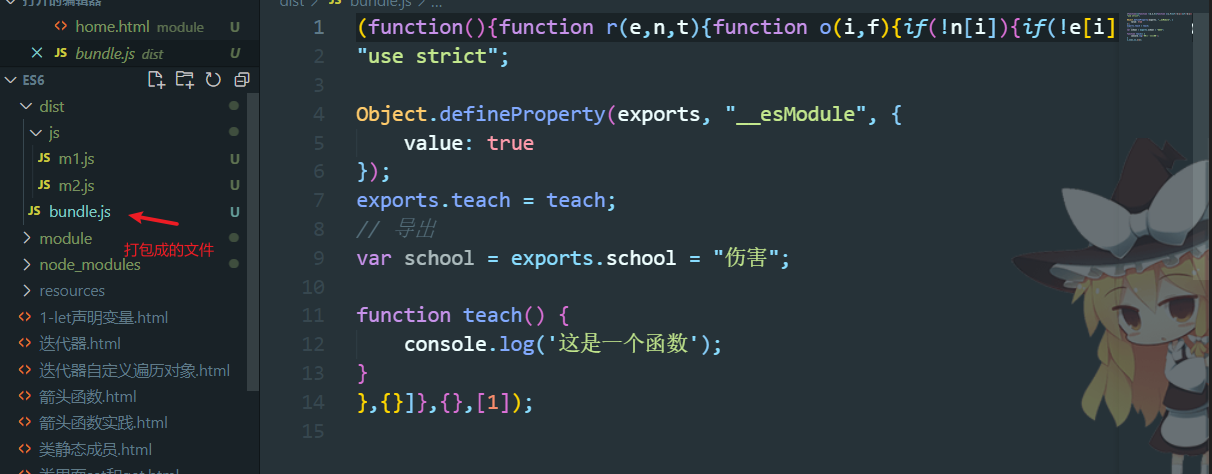 home.html module U
JS bundle.js dist U
ES6
dist
js
JS m1.js U
JS m2.js U
JS bundle.js U
打包成的文件
module
node_modules
resources
1-let声明变量.html
迭代器.html
迭代器自定义遍历对象.html
箭头函数.html
箭头函数实践.html
类静态成员.html
dist / JS bundle.js / ...
1 (function(){function r(e,n,t){function o(i,f){if(!n[i]){if(!e[i]
2 "use strict";
3
4 Object.defineProperty(exports, "__esModule", {
5 value: true
6 });
7 exports.teach = teach;
8 // 导出
9 var school = exports.school = "伤害";
10
11 function teach() {
12 console.log('这是一个函数');
13 }
14 },{}]},{},[1]);
15